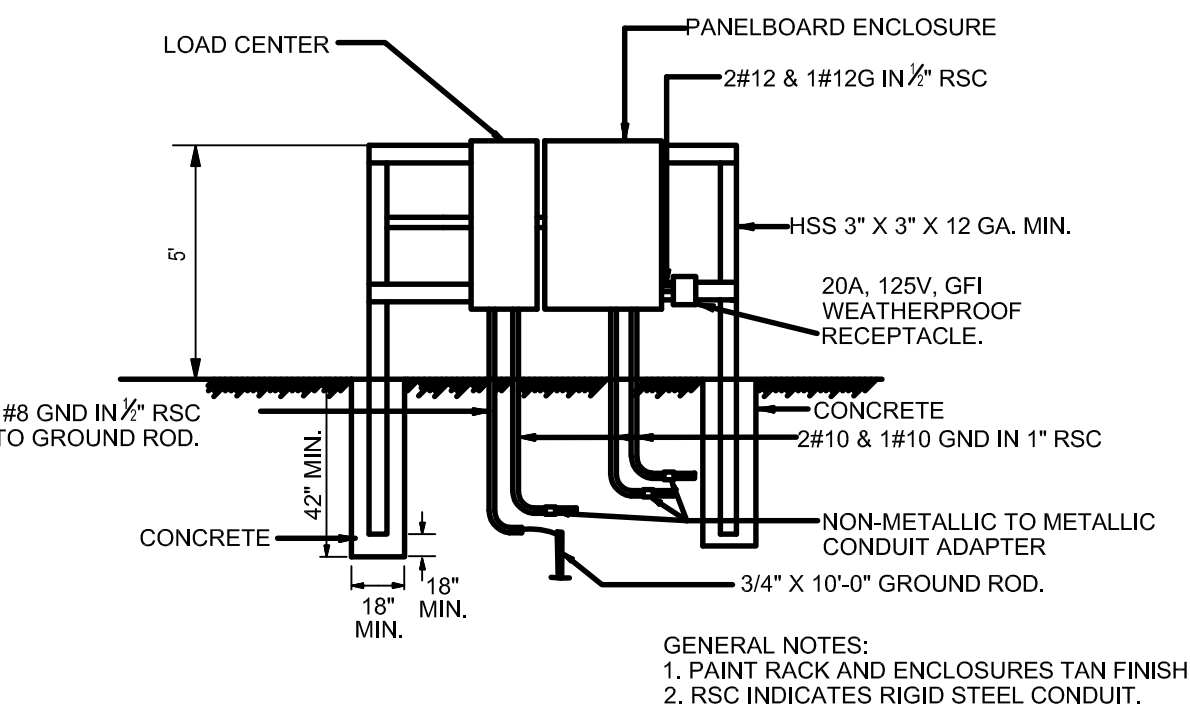 LOAD CENTER
PANELBOARD ENCLOSURE
2#12 & 1#12G IN ½" RSC
5'
HSS 3" X 3" X 12 GA. MIN.
20A, 125V, GFI
WEATHERPROOF
RECEPTACLE.
#8 GND IN ½" RSC
TO GROUND ROD.
CONCRETE
2#10 & 1#10 GND IN 1" RSC
42" MIN.
CONCRETE
NON-METALLIC TO METALLIC
CONDUIT ADAPTER
18"
MIN.
18"
MIN.
3/4" X 10'-0" GROUND ROD.
GENERAL NOTES:
1. PAINT RACK AND ENCLOSURES TAN FINISH
2. RSC INDICATES RIGID STEEL CONDUIT.